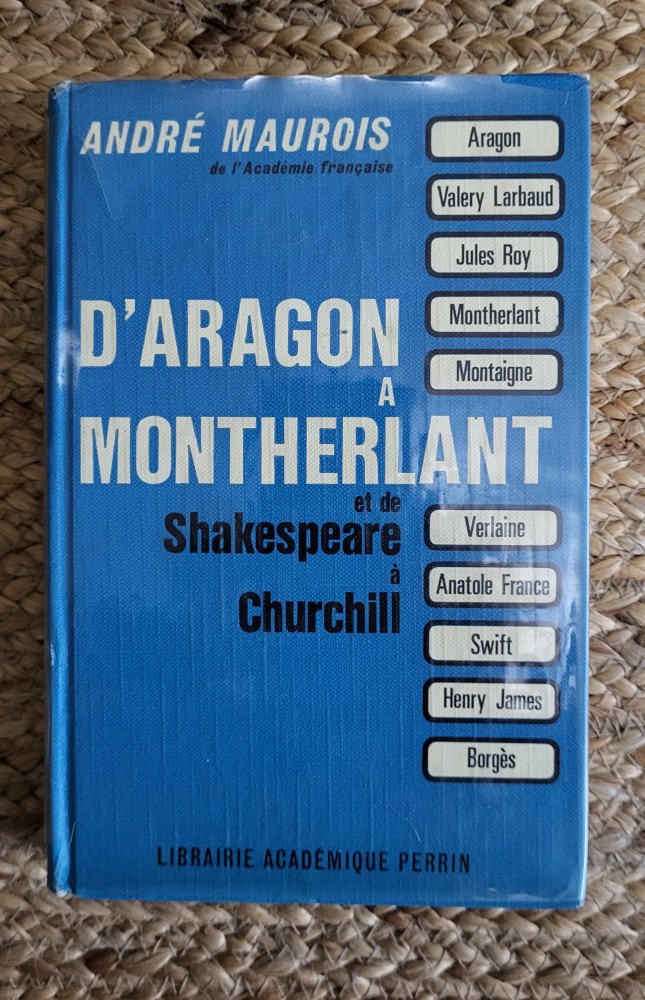 ANDRÉ MAUROIS
de l'Académie française
D'ARAGON
A
MONTHERLANT
et de
Shakespeare
à
Churchill
Aragon
Valery Larbaud
Jules Roy
Montherlant
Montaigne
Verlaine
Anatole France
Swift
Henry James
Borgès
LIBRAIRIE ACADÉMIQUE PERRIN